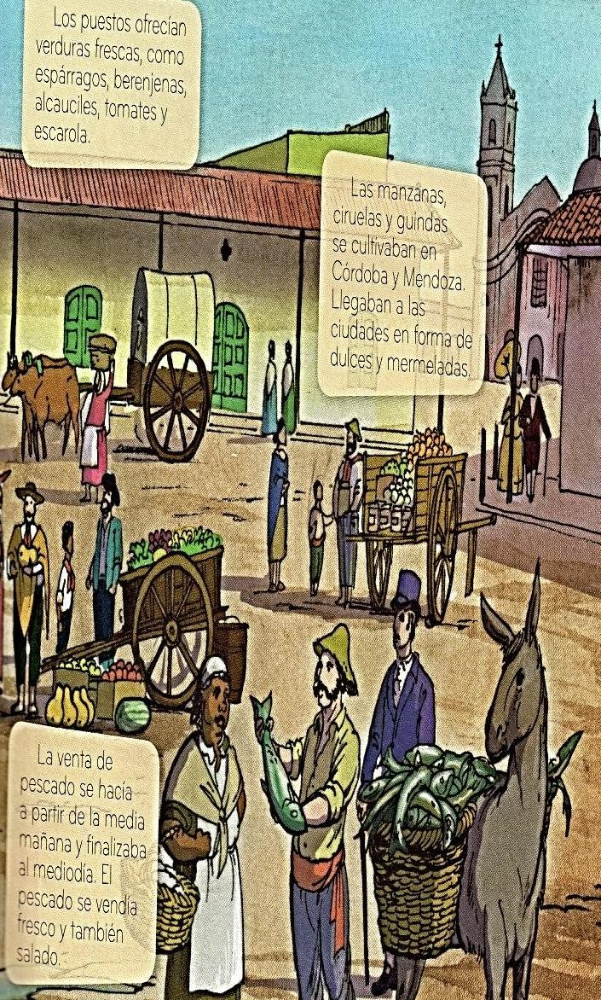 Los puestos ofrecían
verduras frescas, como
espárragos, berenjenas,
alcauciles, tomates y
escarola.
Las manzanas,
ciruelas y guindas
se cultivaban en
Córdoba y Mendoza.
Llegaban a las
ciudades en forma de
dulces y mermeladas.
La venta de
pescado se hacía
a partir de la media
mañana y finalizaba
al mediodía. El
pescado se vendía
fresco y también
salado.